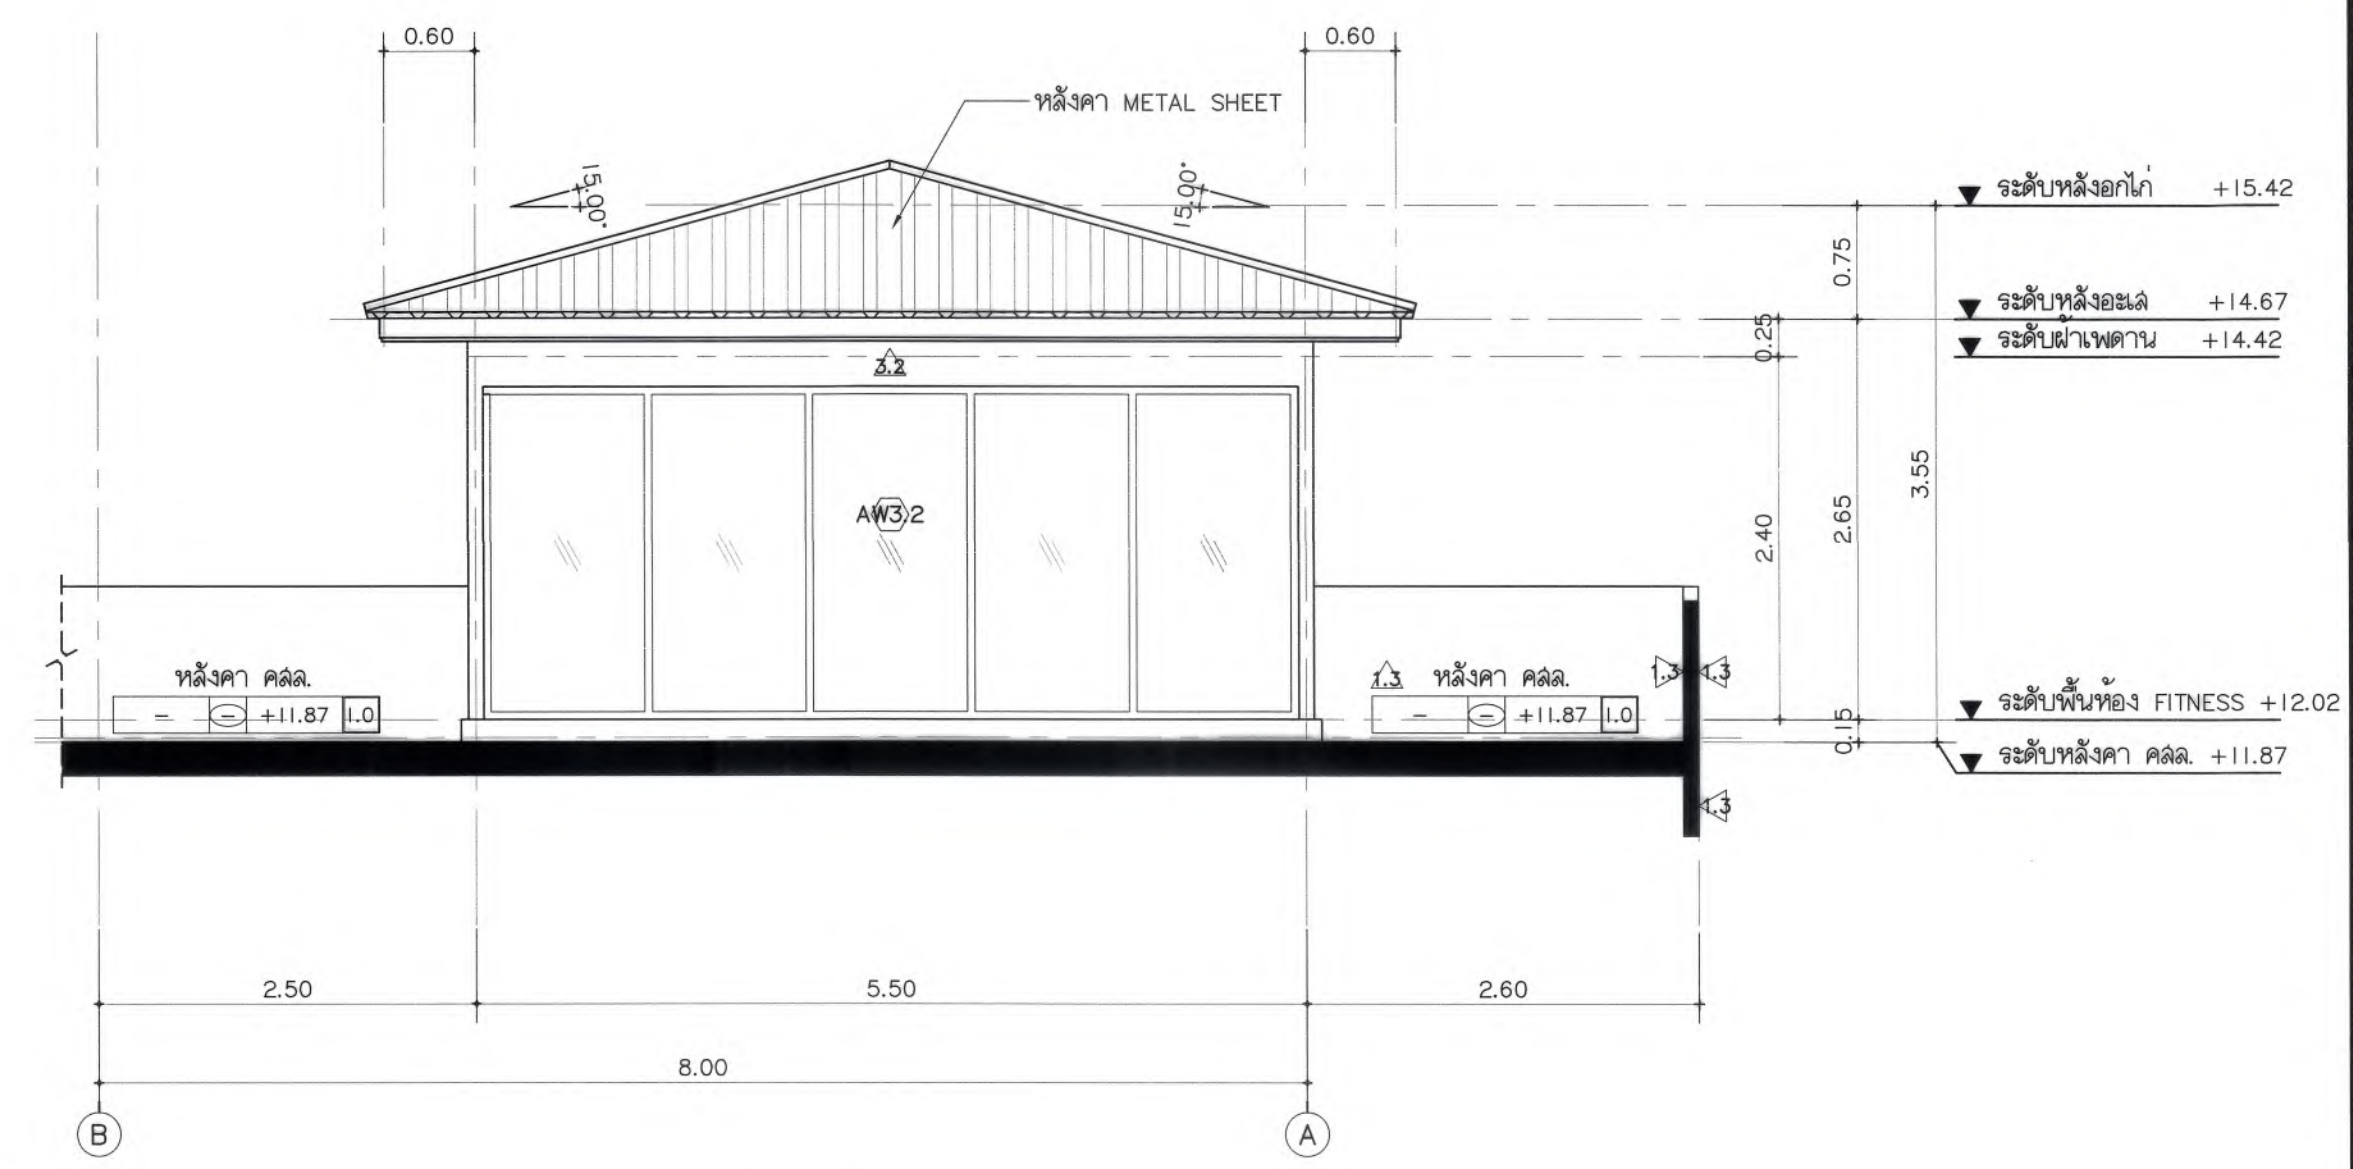 0.60
0.60
หลังคา METAL SHEET
15.00°
15.00°
ระดับหลังอกไก่ +15.42
0.75
ระดับหลังอะเส +14.67
0.25
ระดับฝ้าเพดาน +14.42
3.2
3.55
AW3.2
2.65
2.40
หลังคา คสล.
- - +11.87 1.0
1.3 หลังคา คสล.
- - +11.87 1.0
1.3 1.3
ระดับพื้นห้อง FITNESS +12.02
0.15
ระดับหลังคา คสล. +11.87
1.3
2.50
5.50
2.60
8.00
B
A